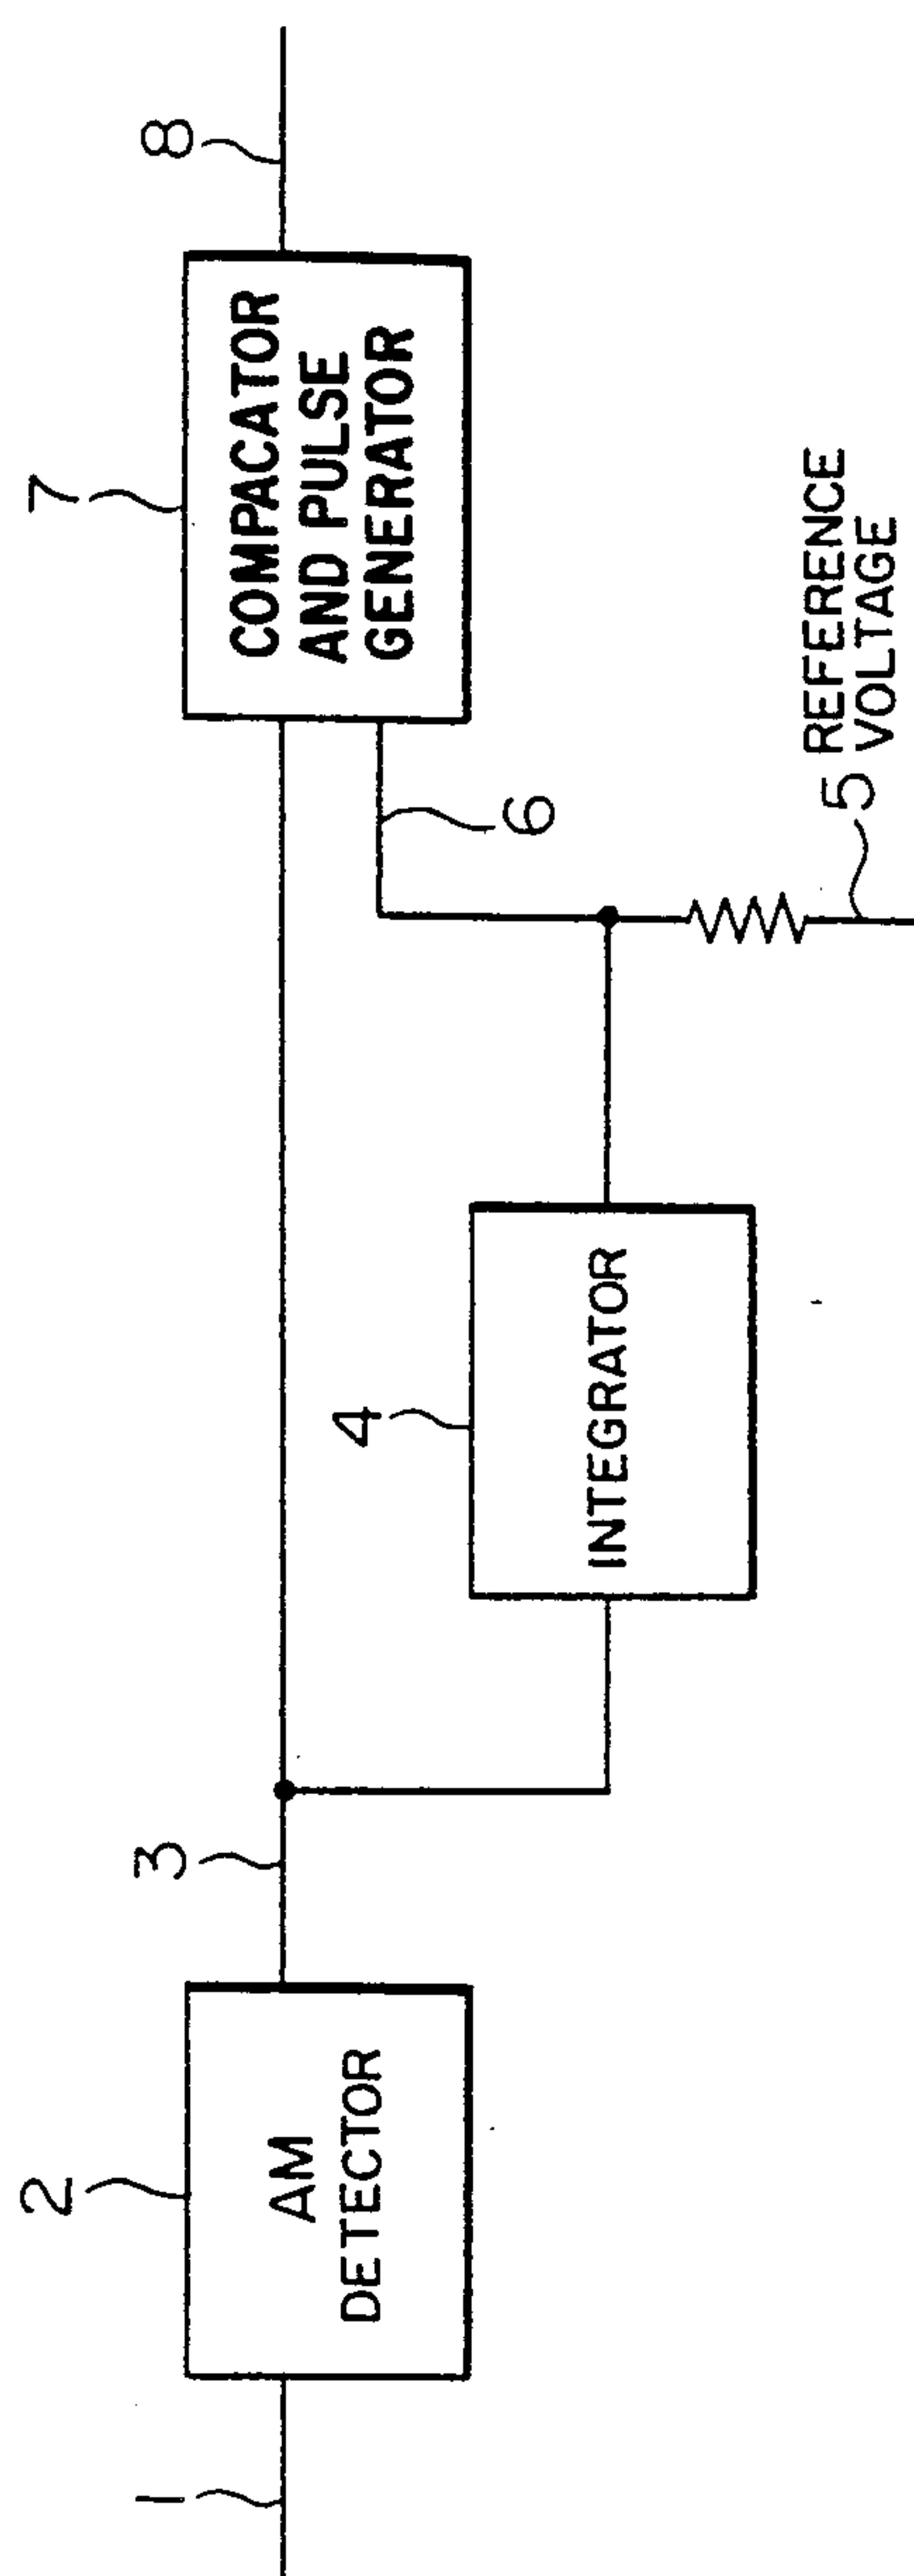 1
2
AM
DETECTOR
3
4
INTEGRATOR
5 REFERENCE
VOLTAGE
6
7
COMPACATOR
AND PULSE
GENERATOR
8